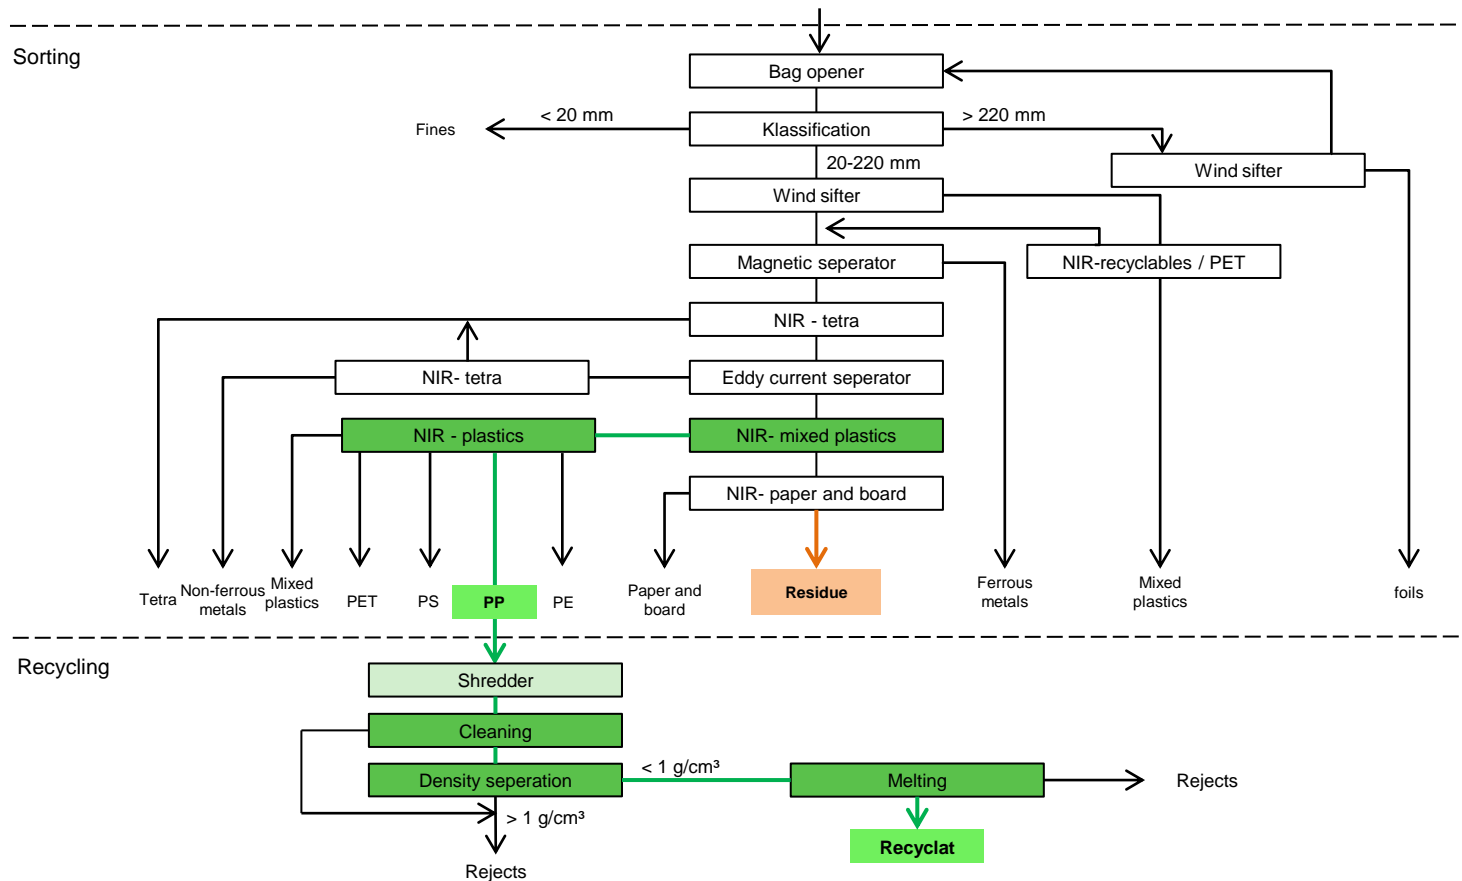 Sorting
Bag opener
Fines
< 20 mm
Klassification
> 220 mm
20-220 mm
Wind sifter
Wind sifter
Magnetic seperator
NIR-recyclables / PET
NIR - tetra
NIR- tetra
Eddy current seperator
NIR - plastics
NIR- mixed plastics
NIR- paper and board
Tetra
Non-ferrous
metals
Mixed
plastics
PET
PS
PP
PE
Paper and
board
Residue
Ferrous
metals
Mixed
plastics
foils
Recycling
Shredder
Cleaning
Density seperation
< 1 g/cm³
Melting
Rejects
> 1 g/cm³
Recyclat
Rejects